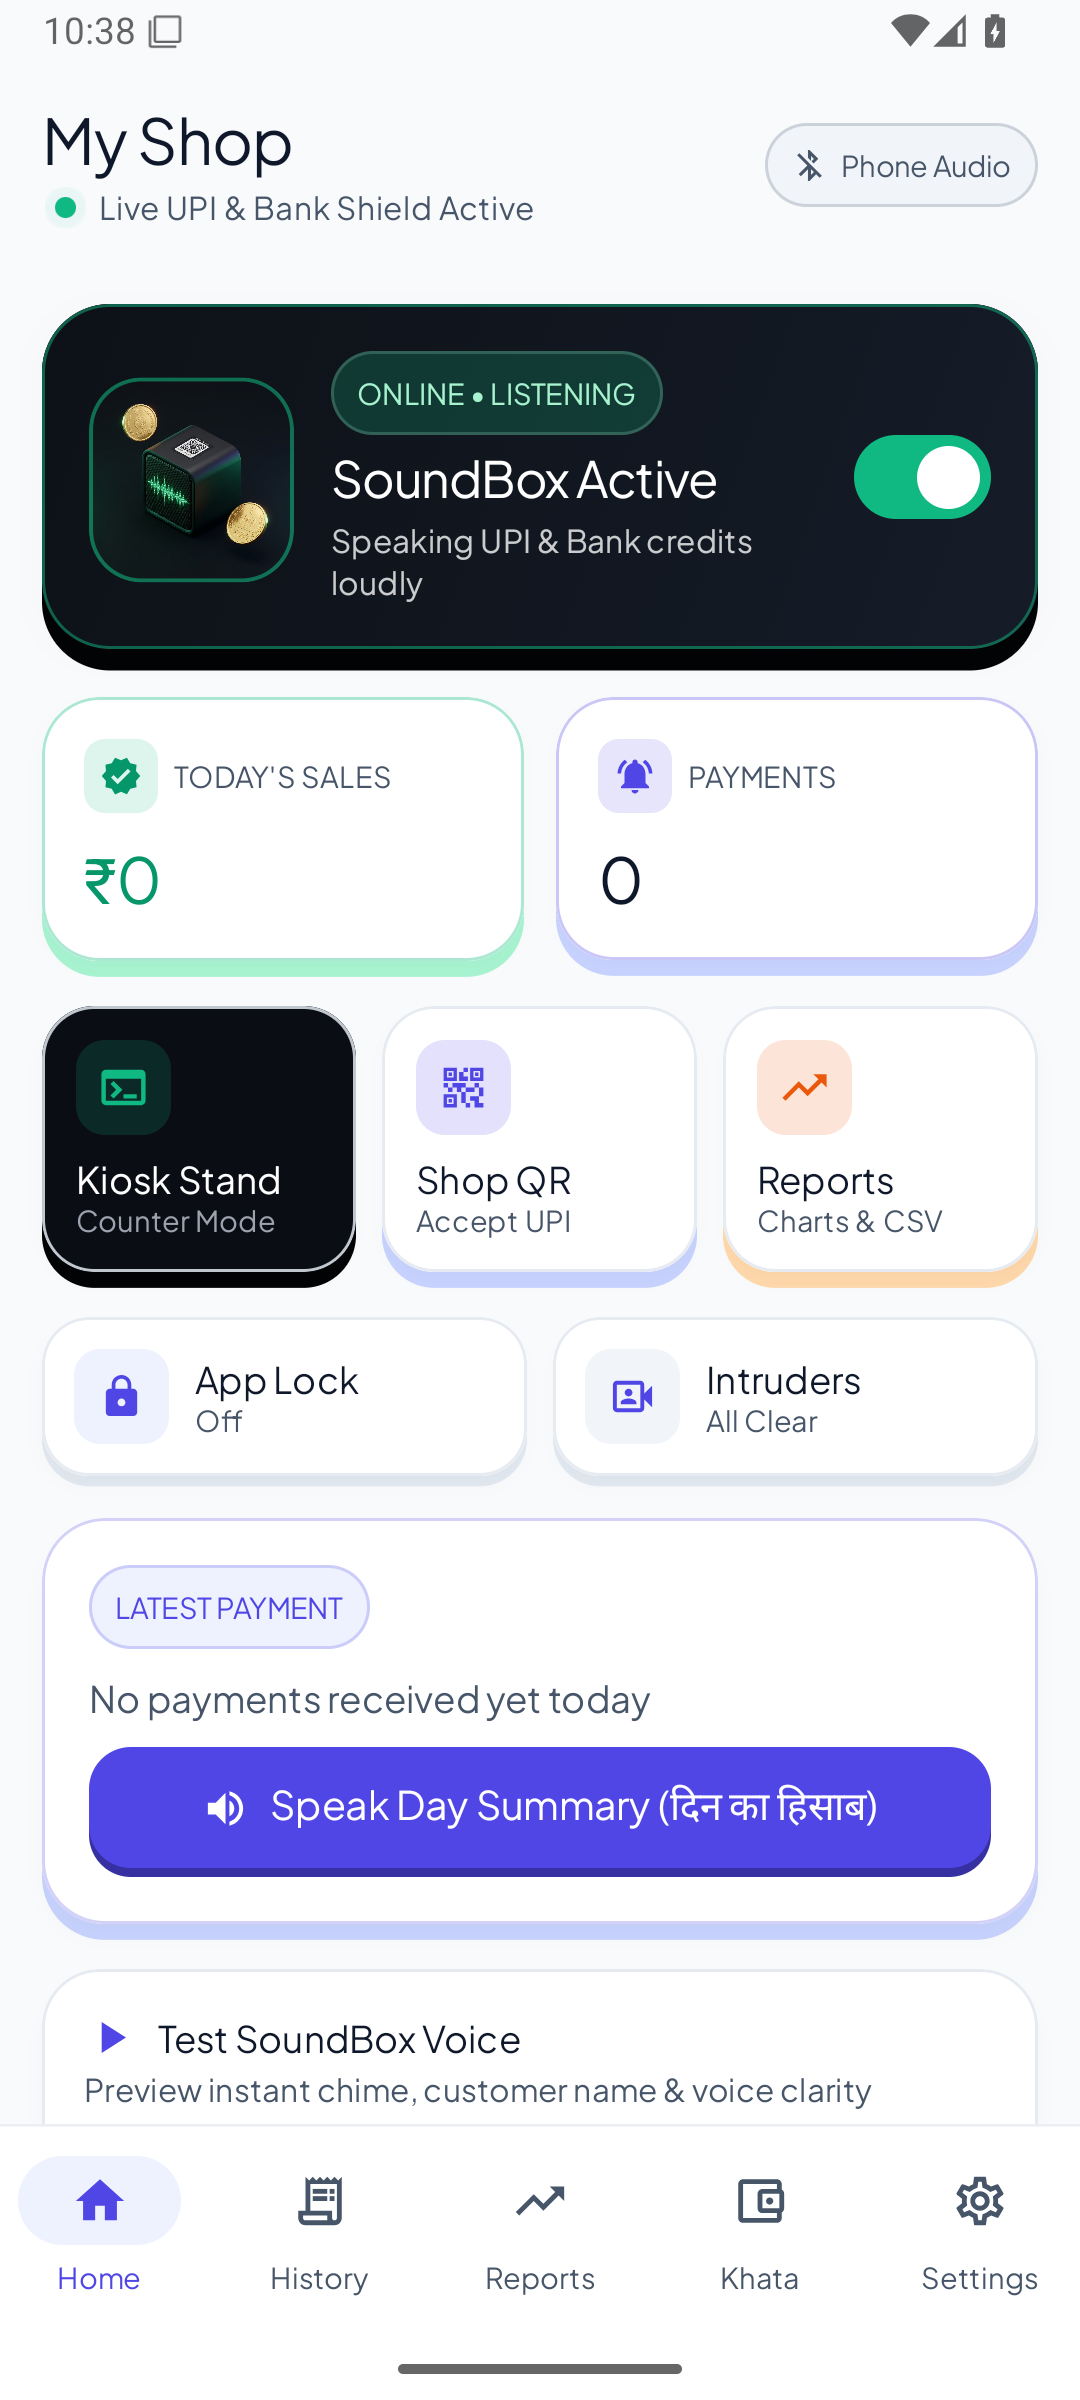 10:38
My Shop
Live UPI & Bank Shield Active
Phone Audio
ONLINE • LISTENING
SoundBox Active
Speaking UPI & Bank credits
loudly
TODAY'S SALES
₹0
PAYMENTS
0
Kiosk Stand
Counter Mode
Shop QR
Accept UPI
Reports
Charts & CSV
App Lock
Off
Intruders
All Clear
LATEST PAYMENT
No payments received yet today
Speak Day Summary (दिन का हिसाब)
Test SoundBox Voice
Preview instant chime, customer name & voice clarity
Home
History
Reports
Khata
Settings